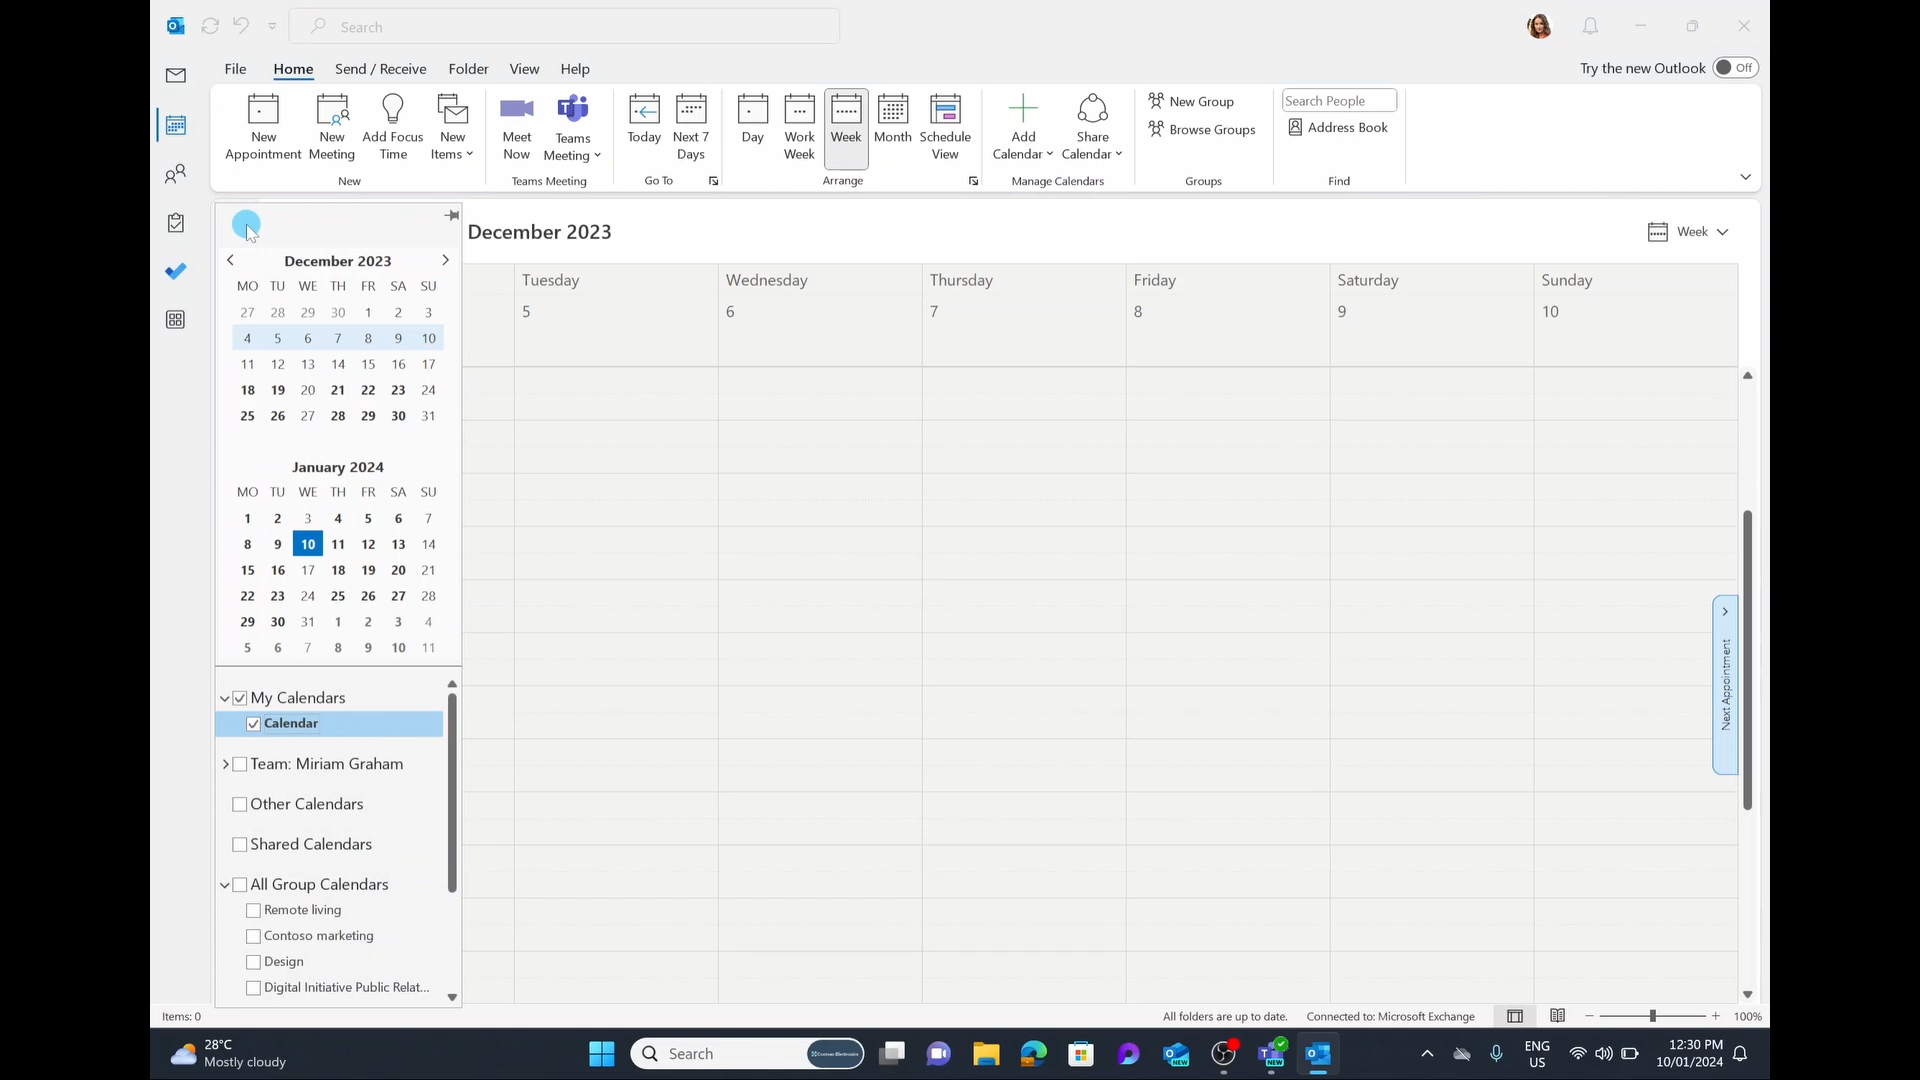 Search
File Home Send / Receive Folder View Help
Try the new Outlook Off
New Appointment
New Meeting
Add Focus Time
New Items
New
Meet Now
Teams Meeting
Teams Meeting
Today
Next 7 Days
Go To
Day
Work Week
Week
Month
Schedule View
Arrange
Add Calendar
Share Calendar
Manage Calendars
New Group
Browse Groups
Groups
Search People
Address Book
Find
December 2023
Week
December 2023
MO TU WE TH FR SA SU
27 28 29 30 1 2 3
4 5 6 7 8 9 10
11 12 13 14 15 16 17
18 19 20 21 22 23 24
25 26 27 28 29 30 31
January 2024
MO TU WE TH FR SA SU
1 2 3 4 5 6 7
8 9 10 11 12 13 14
15 16 17 18 19 20 21
22 23 24 25 26 27 28
29 30 31 1 2 3 4
5 6 7 8 9 10 11
My Calendars
Calendar
Team: Miriam Graham
Other Calendars
Shared Calendars
All Group Calendars
Remote living
Contoso marketing
Design
Digital Initiative Public Relat...
Tuesday Wednesday Thursday Friday Saturday Sunday
5 6 7 8 9 10
Next Appointment
Items: 0
All folders are up to date. Connected to: Microsoft Exchange
100%
28°C
Mostly cloudy
Search
Contoso Electronics
NEW
NEW
ENG
US
12:30 PM
10/01/2024